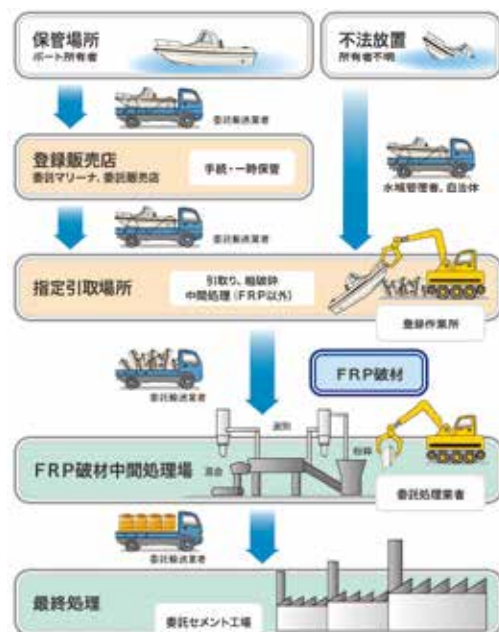 保管場所
ボート所有者
不法放置
所有者不明
委託輸送業者
登録販売店
委託マリーナ、委託販売店
手続・一時保管
水域管理者、自治体
委託輸送業者
指定引取場所
引取り、粗破砕
中間処理(FRP以外)
登録作業所
FRP破材
委託輸送業者
選別
粉砕
FRP破材中間処理場
混合
委託処理業者
委託輸送業者
最終処理
委託セメント工場